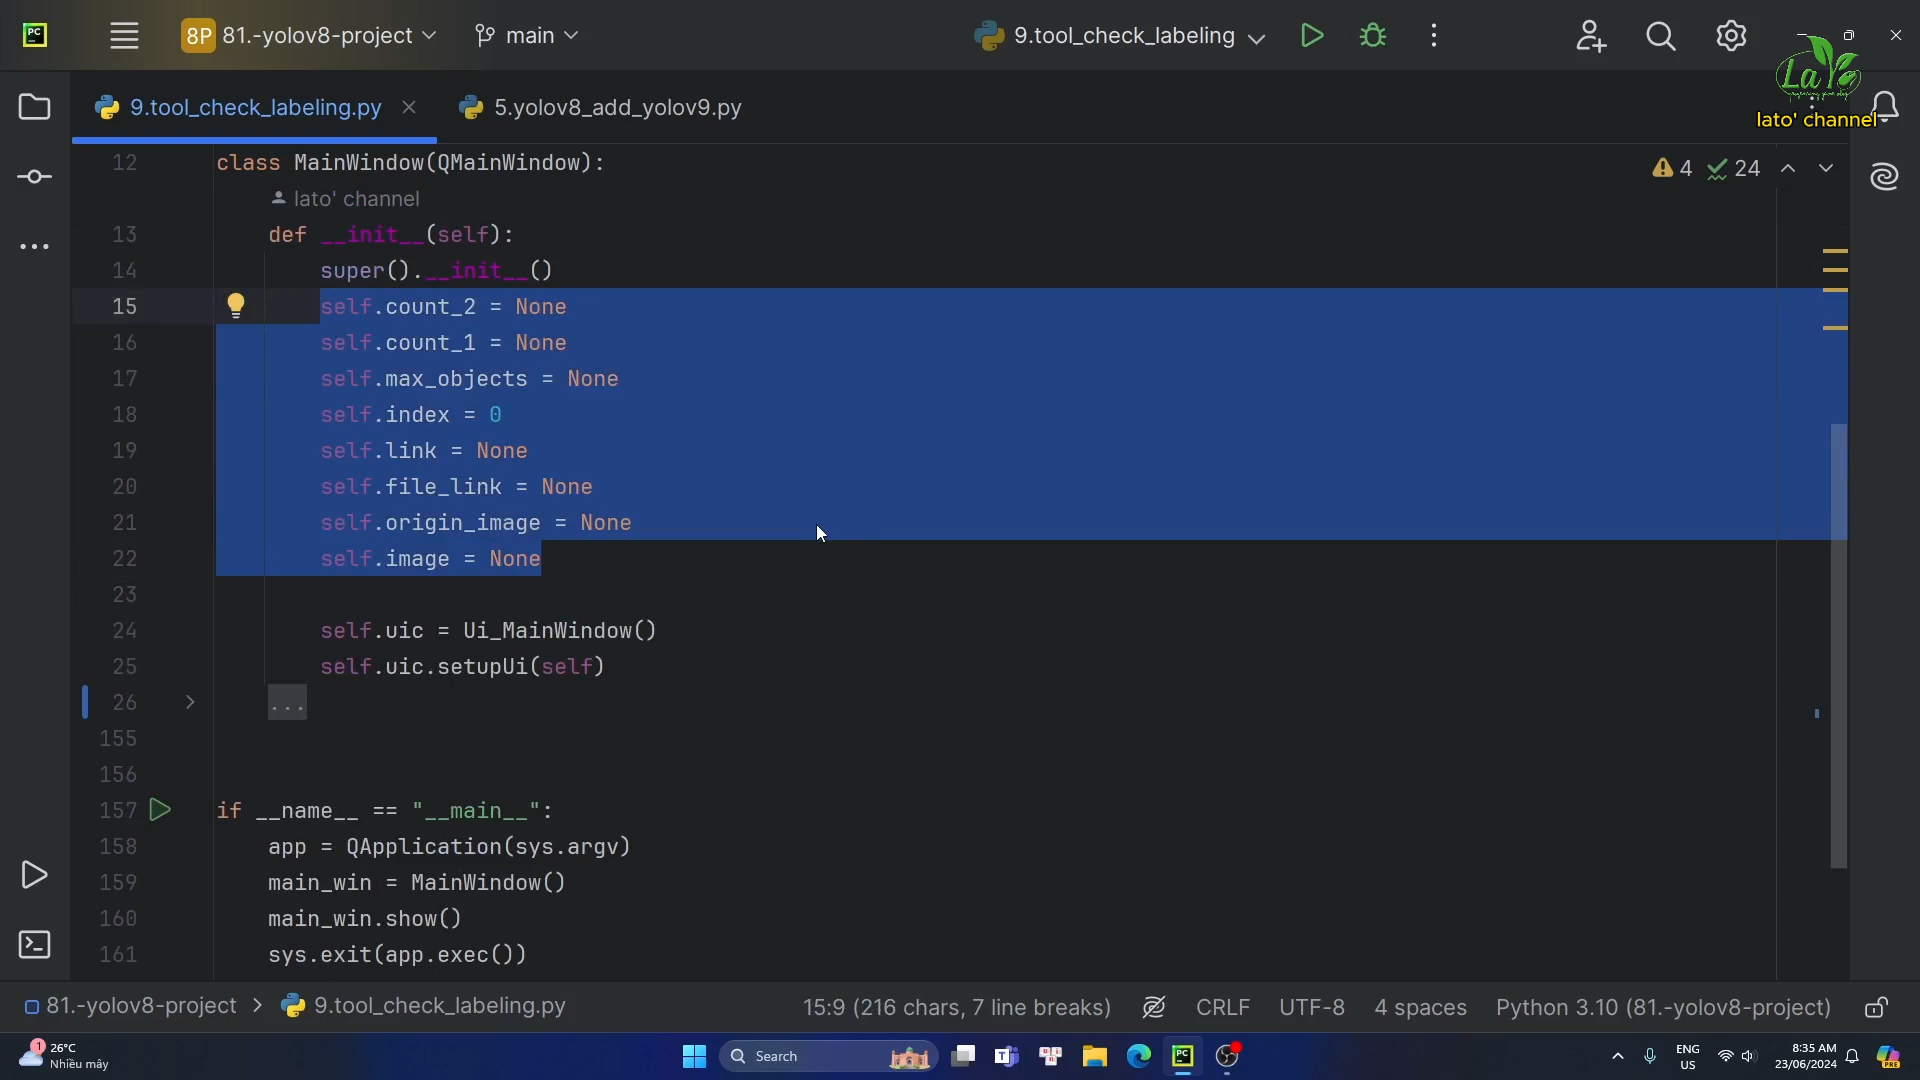 PC
8P 81.-yolov8-project
main
9.tool_check_labeling
LaTo
lato' channel
9.tool_check_labeling.py
5.yolov8_add_yolov9.py
4 24
12 class MainWindow(QMainWindow):
lato' channel
13 def __init__(self):
14 super().__init__()
15 self.count_2 = None
16 self.count_1 = None
17 self.max_objects = None
18 self.index = 0
19 self.link = None
20 self.file_link = None
21 self.origin_image = None
22 self.image = None
23
24 self.uic = Ui_MainWindow()
25 self.uic.setupUi(self)
26 ...
155
156
157 if __name__ == "__main__":
158 app = QApplication(sys.argv)
159 main_win = MainWindow()
160 main_win.show()
161 sys.exit(app.exec())
81.-yolov8-project > 9.tool_check_labeling.py
15:9 (216 chars, 7 line breaks) CRLF UTF-8 4 spaces Python 3.10 (81.-yolov8-project)
1 26°C
Nhiều mây
Search
PC
ENG
US
8:35 AM
23/06/2024
PRE